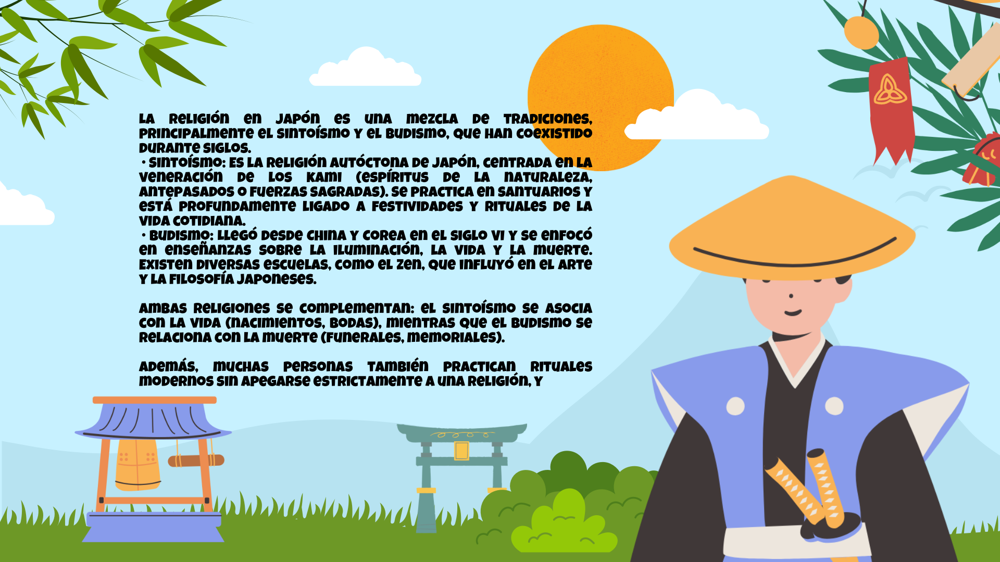 La religión en Japón es una mezcla de tradiciones,
principalmente el sintoísmo y el budismo, que han coexistido
durante siglos.
• Sintoísmo: Es la religión autóctona de Japón, centrada en la
veneración de los kami (espíritus de la naturaleza,
antepasados o fuerzas sagradas). Se practica en santuarios y
está profundamente ligado a festividades y rituales de la
vida cotidiana.
• Budismo: Llegó desde China y Corea en el siglo VI y se enfocó
en enseñanzas sobre la iluminación, la vida y la muerte.
Existen diversas escuelas, como el Zen, que influyó en el arte
y la filosofía japoneses.
Ambas religiones se complementan: el sintoísmo se asocia
con la vida (nacimientos, bodas), mientras que el budismo se
relaciona con la muerte (funerales, memoriales).
Además, muchas personas también practican rituales
modernos sin apegarse estrictamente a una religión, y